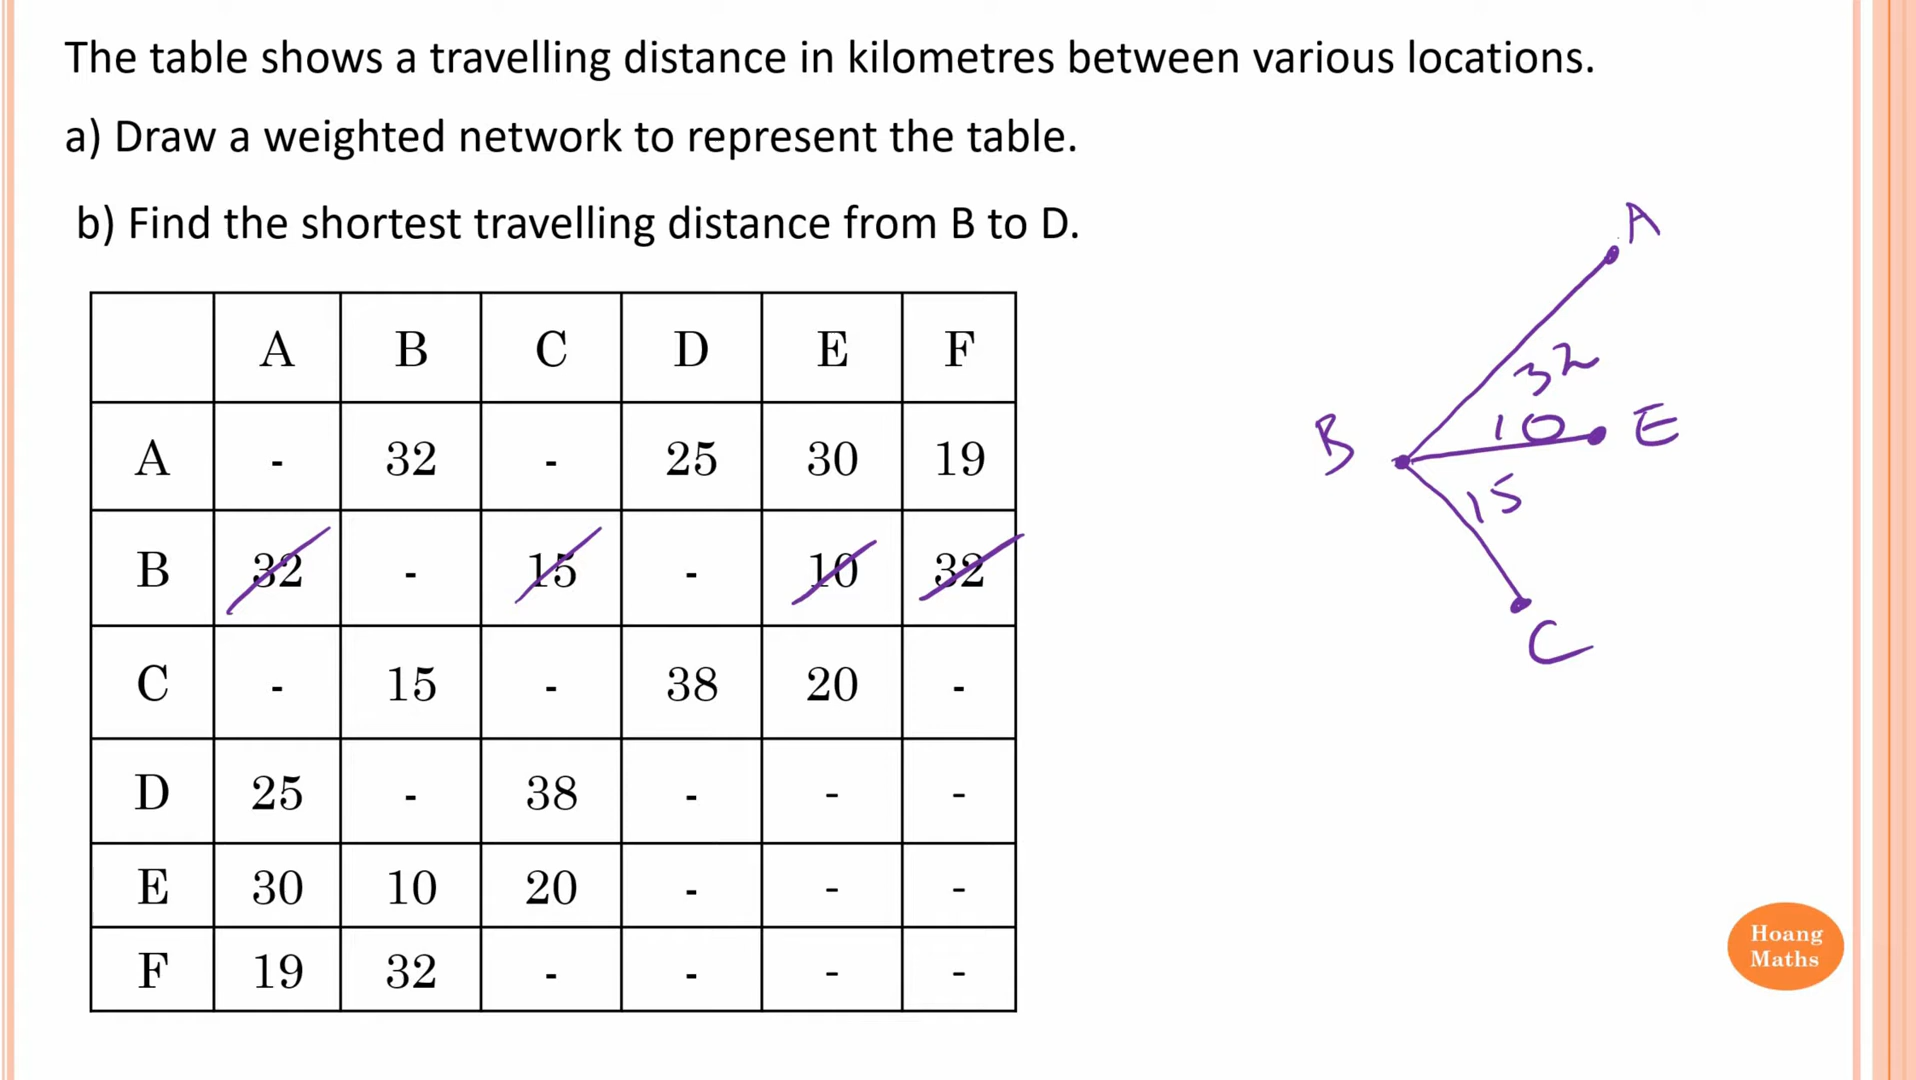 The table shows a travelling distance in kilometres between various locations.
a) Draw a weighted network to represent the table.
b) Find the shortest travelling distance from B to D.
A B C D E F
A - 32 - 25 30 19
B 32 - 15 - 10 32
C - 15 - 38 20 -
D 25 - 38 - - -
E 30 10 20 - - -
F 19 32 - - - -
A
32
B 10 E
15
C
Hoang
Maths